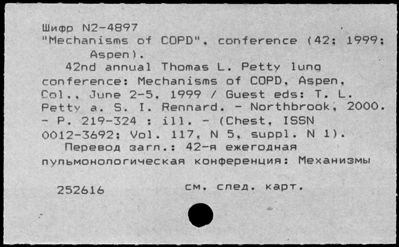 Шифр N2-4897
"Mechanisms of COPD", conference (42; 1999;
Aspen).
42nd annual Thomas L. Petty lung
conference: Mechanisms of COPD, Aspen,
Col., June 2-5, 1999 / Guest eds: T. L.
Petty a. S. I. Rennard. - Northbrook, 2000.
- P. 219-324 : ill. - (Chest, ISSN
0012-3692; Vol. 117, N 5, suppl. N 1).
Перевод загл.: 42-я ежегодная
пульмонологическая конференция: Механизмы
252616 см. след. карт.